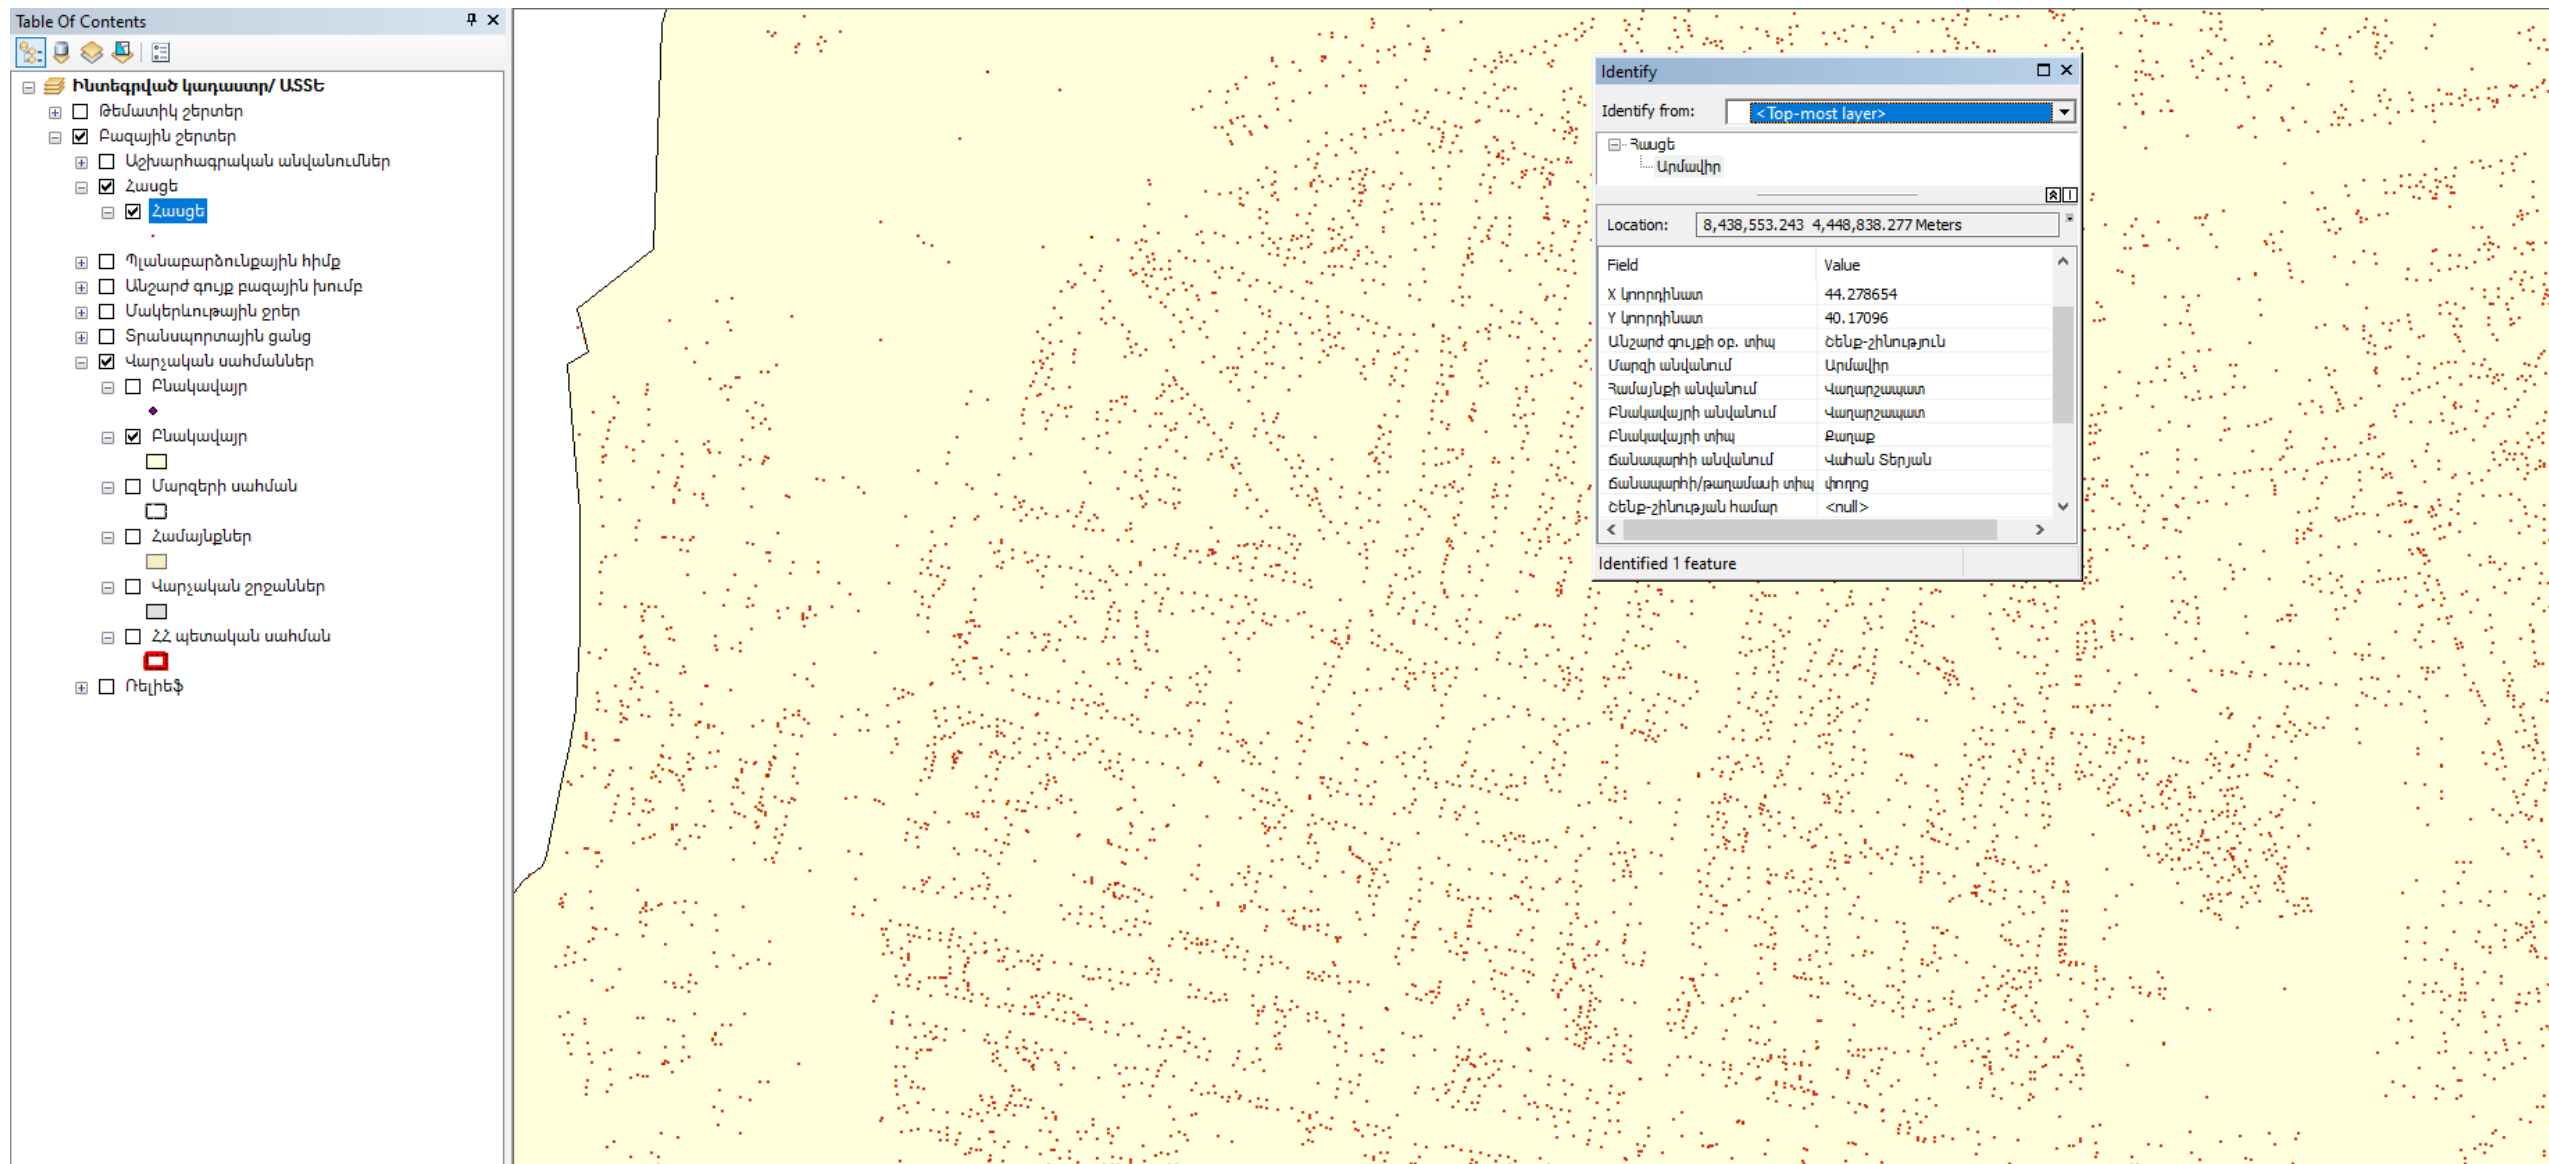 Table Of Contents
Ինտեգրված կադաստր/ ԱՏՏԵ
Թեմատիկ շերտեր
Բազային շերտեր
Աշխարհագրական անվանումներ
Հասցե
Հասցե
Պլանաբարձունքային հիմք
Անշարժ գույք բազային խումբ
Մակերևութային ջրեր
Տրանսպորտային ցանց
Վարչական սահմաններ
Բնակավայր
Բնակավայր
Մարզերի սահման
Համայնքներ
Վարչական շրջաններ
ՀՀ պետական սահման
Ռելիեֆ
Identify
Identify from: <Top-most layer>
Հասցե
Արմավիր
Location: 8,438,553.243 4,448,838.277 Meters
Field Value
X կոորդինատ 44.278654
Y կոորդինատ 40.17096
Անշարժ գույքի օբ. տիպ Շենք-շինություն
Մարզի անվանում Արմավիր
Համայնքի անվանում Վաղարշապատ
Բնակավայրի անվանում Վաղարշապատ
Բնակավայրի տիպ Քաղաք
Ճանապարհի անվանում Վահան Տերյան
Ճանապարհի/թաղամասի տիպ փողոց
Շենք-շինության համար <null>
Identified 1 feature